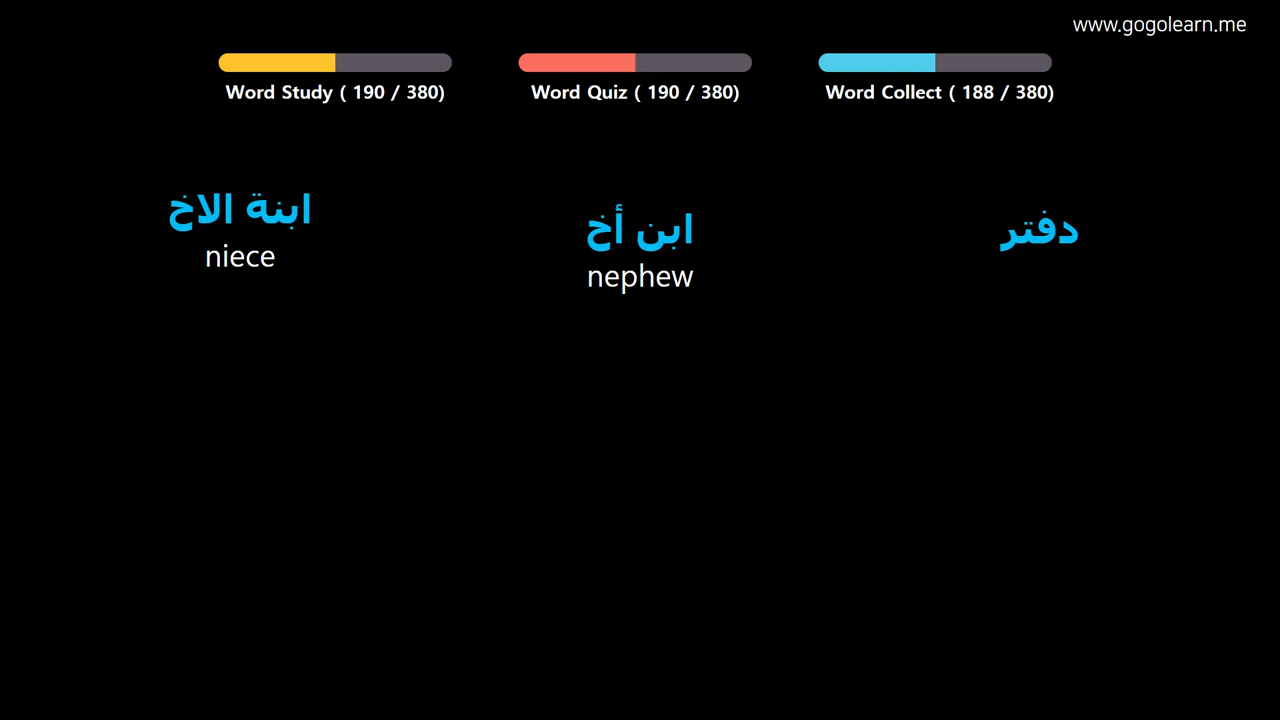 www.gogolearn.me
Word Study ( 190 / 380)
Word Quiz ( 190 / 380)
Word Collect ( 188 / 380)
ابنة الاخ
niece
ابن أخ
nephew
دفتر